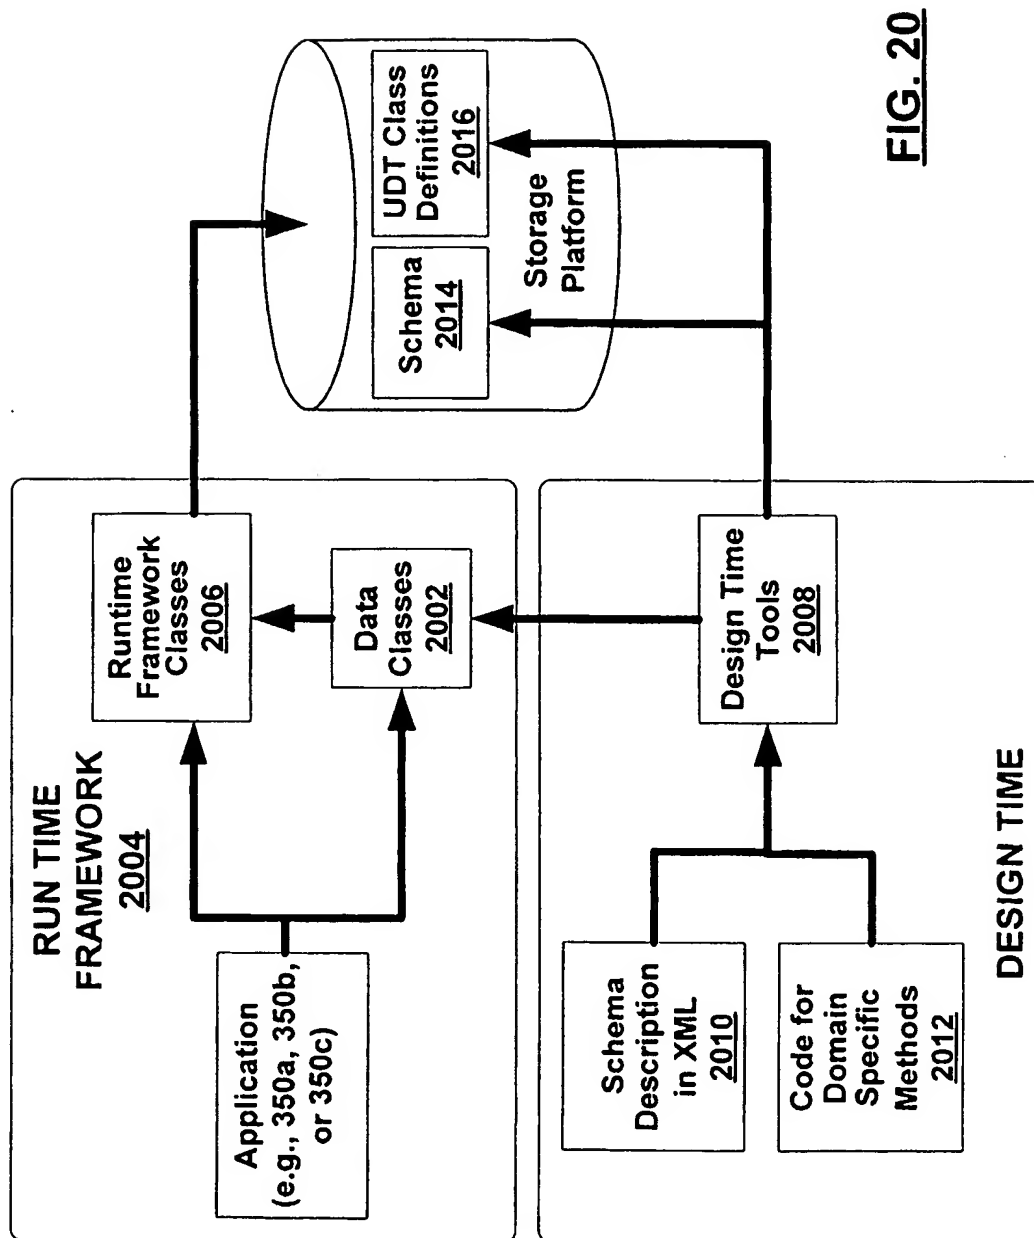 RUN TIME
FRAMEWORK
2004
Runtime
Framework
Classes
2006
Application
(e.g., 350a, 350b,
or 350c)
Data
Classes
2002
UDT Class
Definitions
2016
Schema
2014
Storage
Platform
Schema
Description
in XML
2010
Code for
Domain
Specific
Methods
2012
Design Time
Tools
2008
DESIGN TIME
FIG. 20